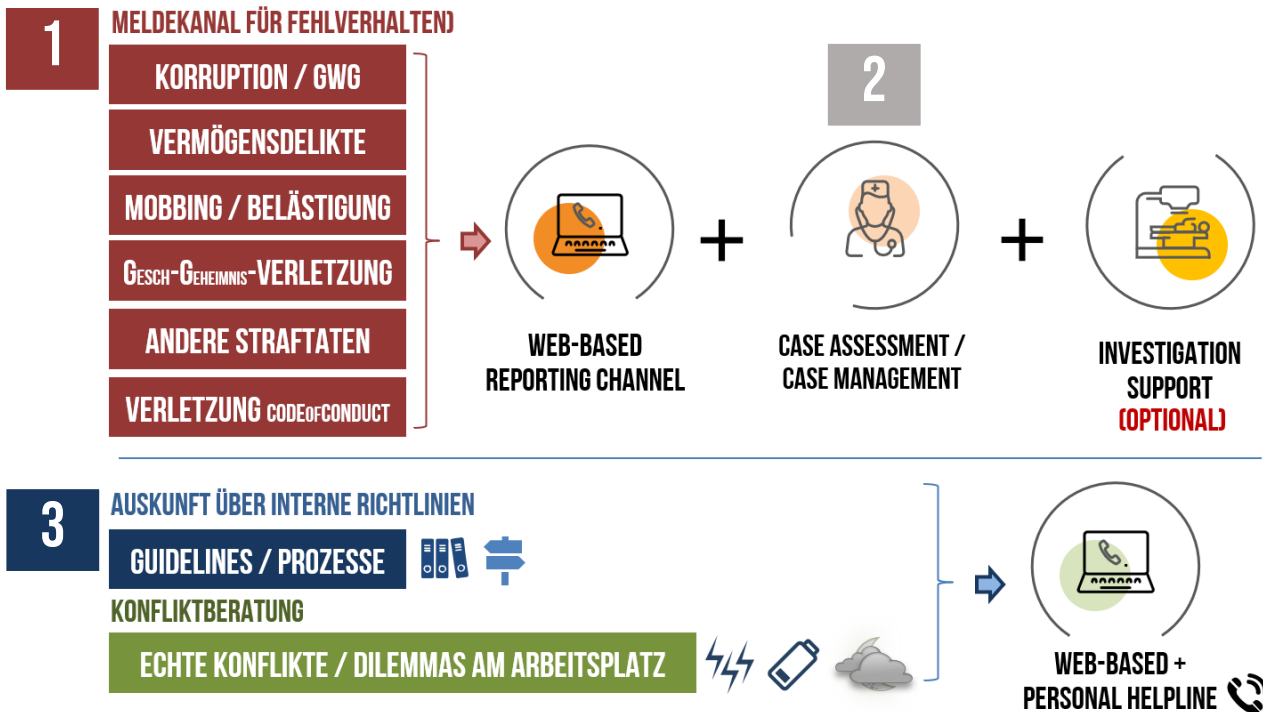 1
MELDEKANAL FÜR FEHLVERHALTEN)
KORRUPTION / GWG
VERMÖGENSDELIKTE
MOBBING / BELÄSTIGUNG
GESCH-GEHEIMNIS-VERLETZUNG
ANDERE STRAFTATEN
VERLETZUNG CODEOFCONDUCT
WEB-BASED
REPORTING CHANNEL
+
2
CASE ASSESSMENT /
CASE MANAGEMENT
+
INVESTIGATION
SUPPORT
(OPTIONAL)
3
AUSKUNFT ÜBER INTERNE RICHTLINIEN
GUIDELINES / PROZESSE
KONFLIKTBERATUNG
ECHTE KONFLIKTE / DILEMMAS AM ARBEITSPLATZ
WEB-BASED +
PERSONAL HELPLINE